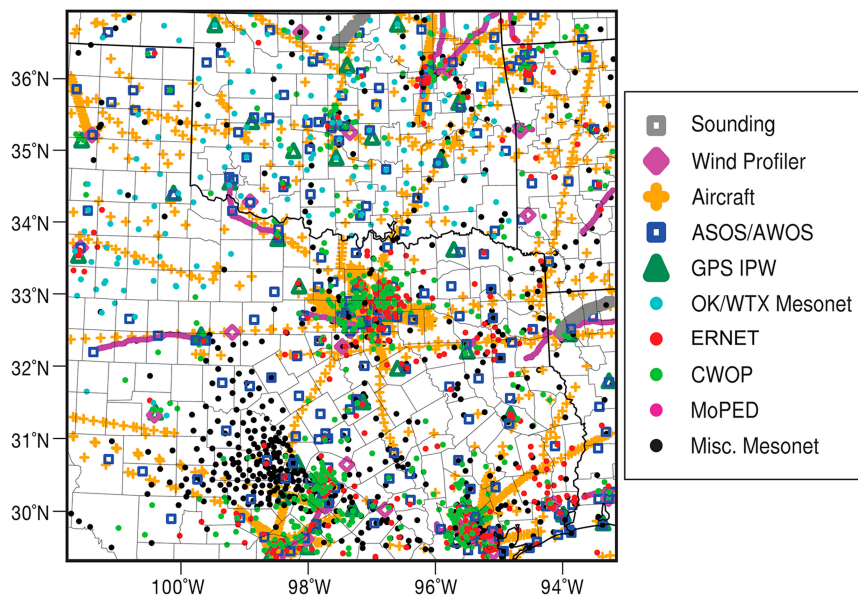 36°N
35°N
34°N
33°N
32°N
31°N
30°N
100°W
98°W
96°W
94°W
Sounding
Wind Profiler
Aircraft
ASOS/AWOS
GPS IPW
OK/WTX Mesonet
ERNET
CWOP
MoPED
Misc. Mesonet